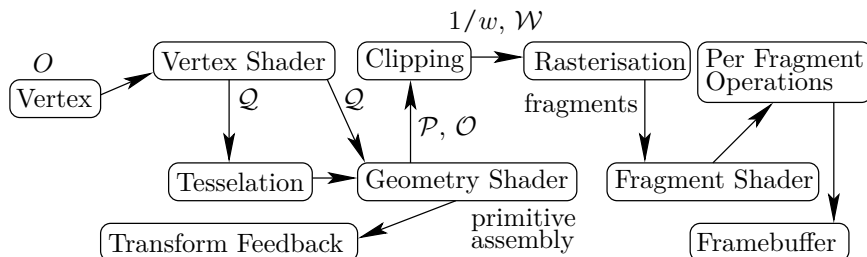 O
Vertex
Vertex Shader
𝒬
𝒬
Tesselation
Geometry Shader
primitive
assembly
Transform Feedback
Clipping
𝒫, 𝒪
1/w, 𝒲
Rasterisation
fragments
Fragment Shader
Per Fragment
Operations
Framebuffer